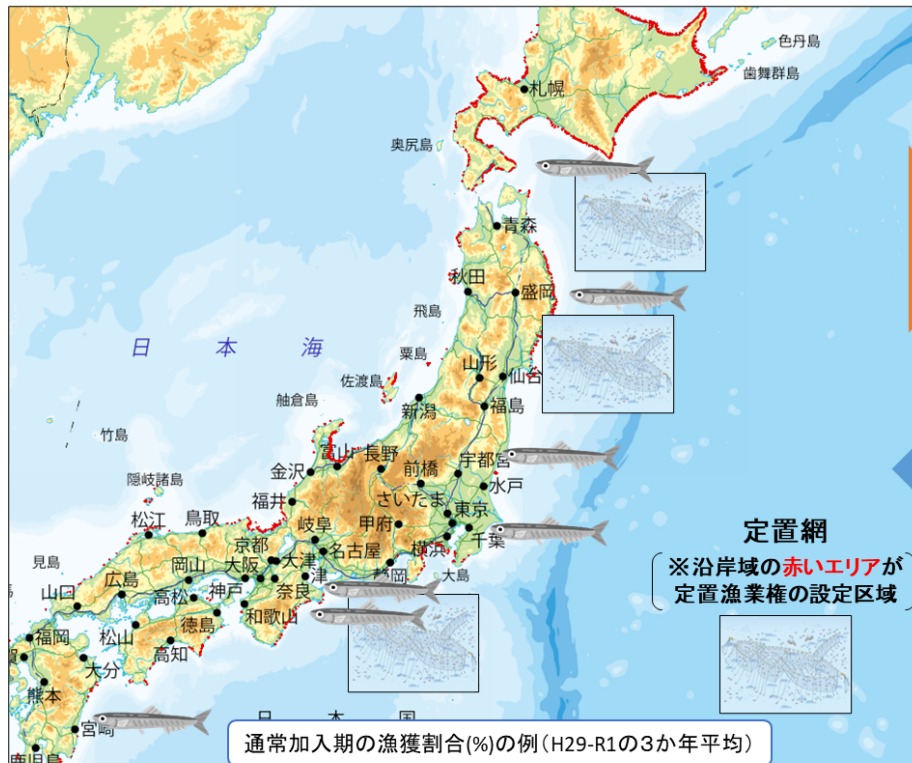 色丹島
歯舞群島
札幌
奥尻島
青森
秋田
盛岡
飛島
日 本 海
粟島
山形
仙台
佐渡島
舳倉島
新潟
福島
竹島
富山
長野
金沢
前橋
宇都宮
水戸
隠岐諸島
福井
さいたま
東京
松江
鳥取
岐阜
甲府
千葉
横浜
定置網
見島
京都
大津
名古屋
岡
大島
※沿岸域の赤いエリアが
定置漁業権の設定区域
岡山
大阪
奈良
津
広島
山口
高松
神戸
和歌山
徳島
松山
福岡
高知
大分
熊本
宮崎
日 本 国
鹿児島
通常加入期の漁獲割合(%)の例(H29-R1の3か年平均)